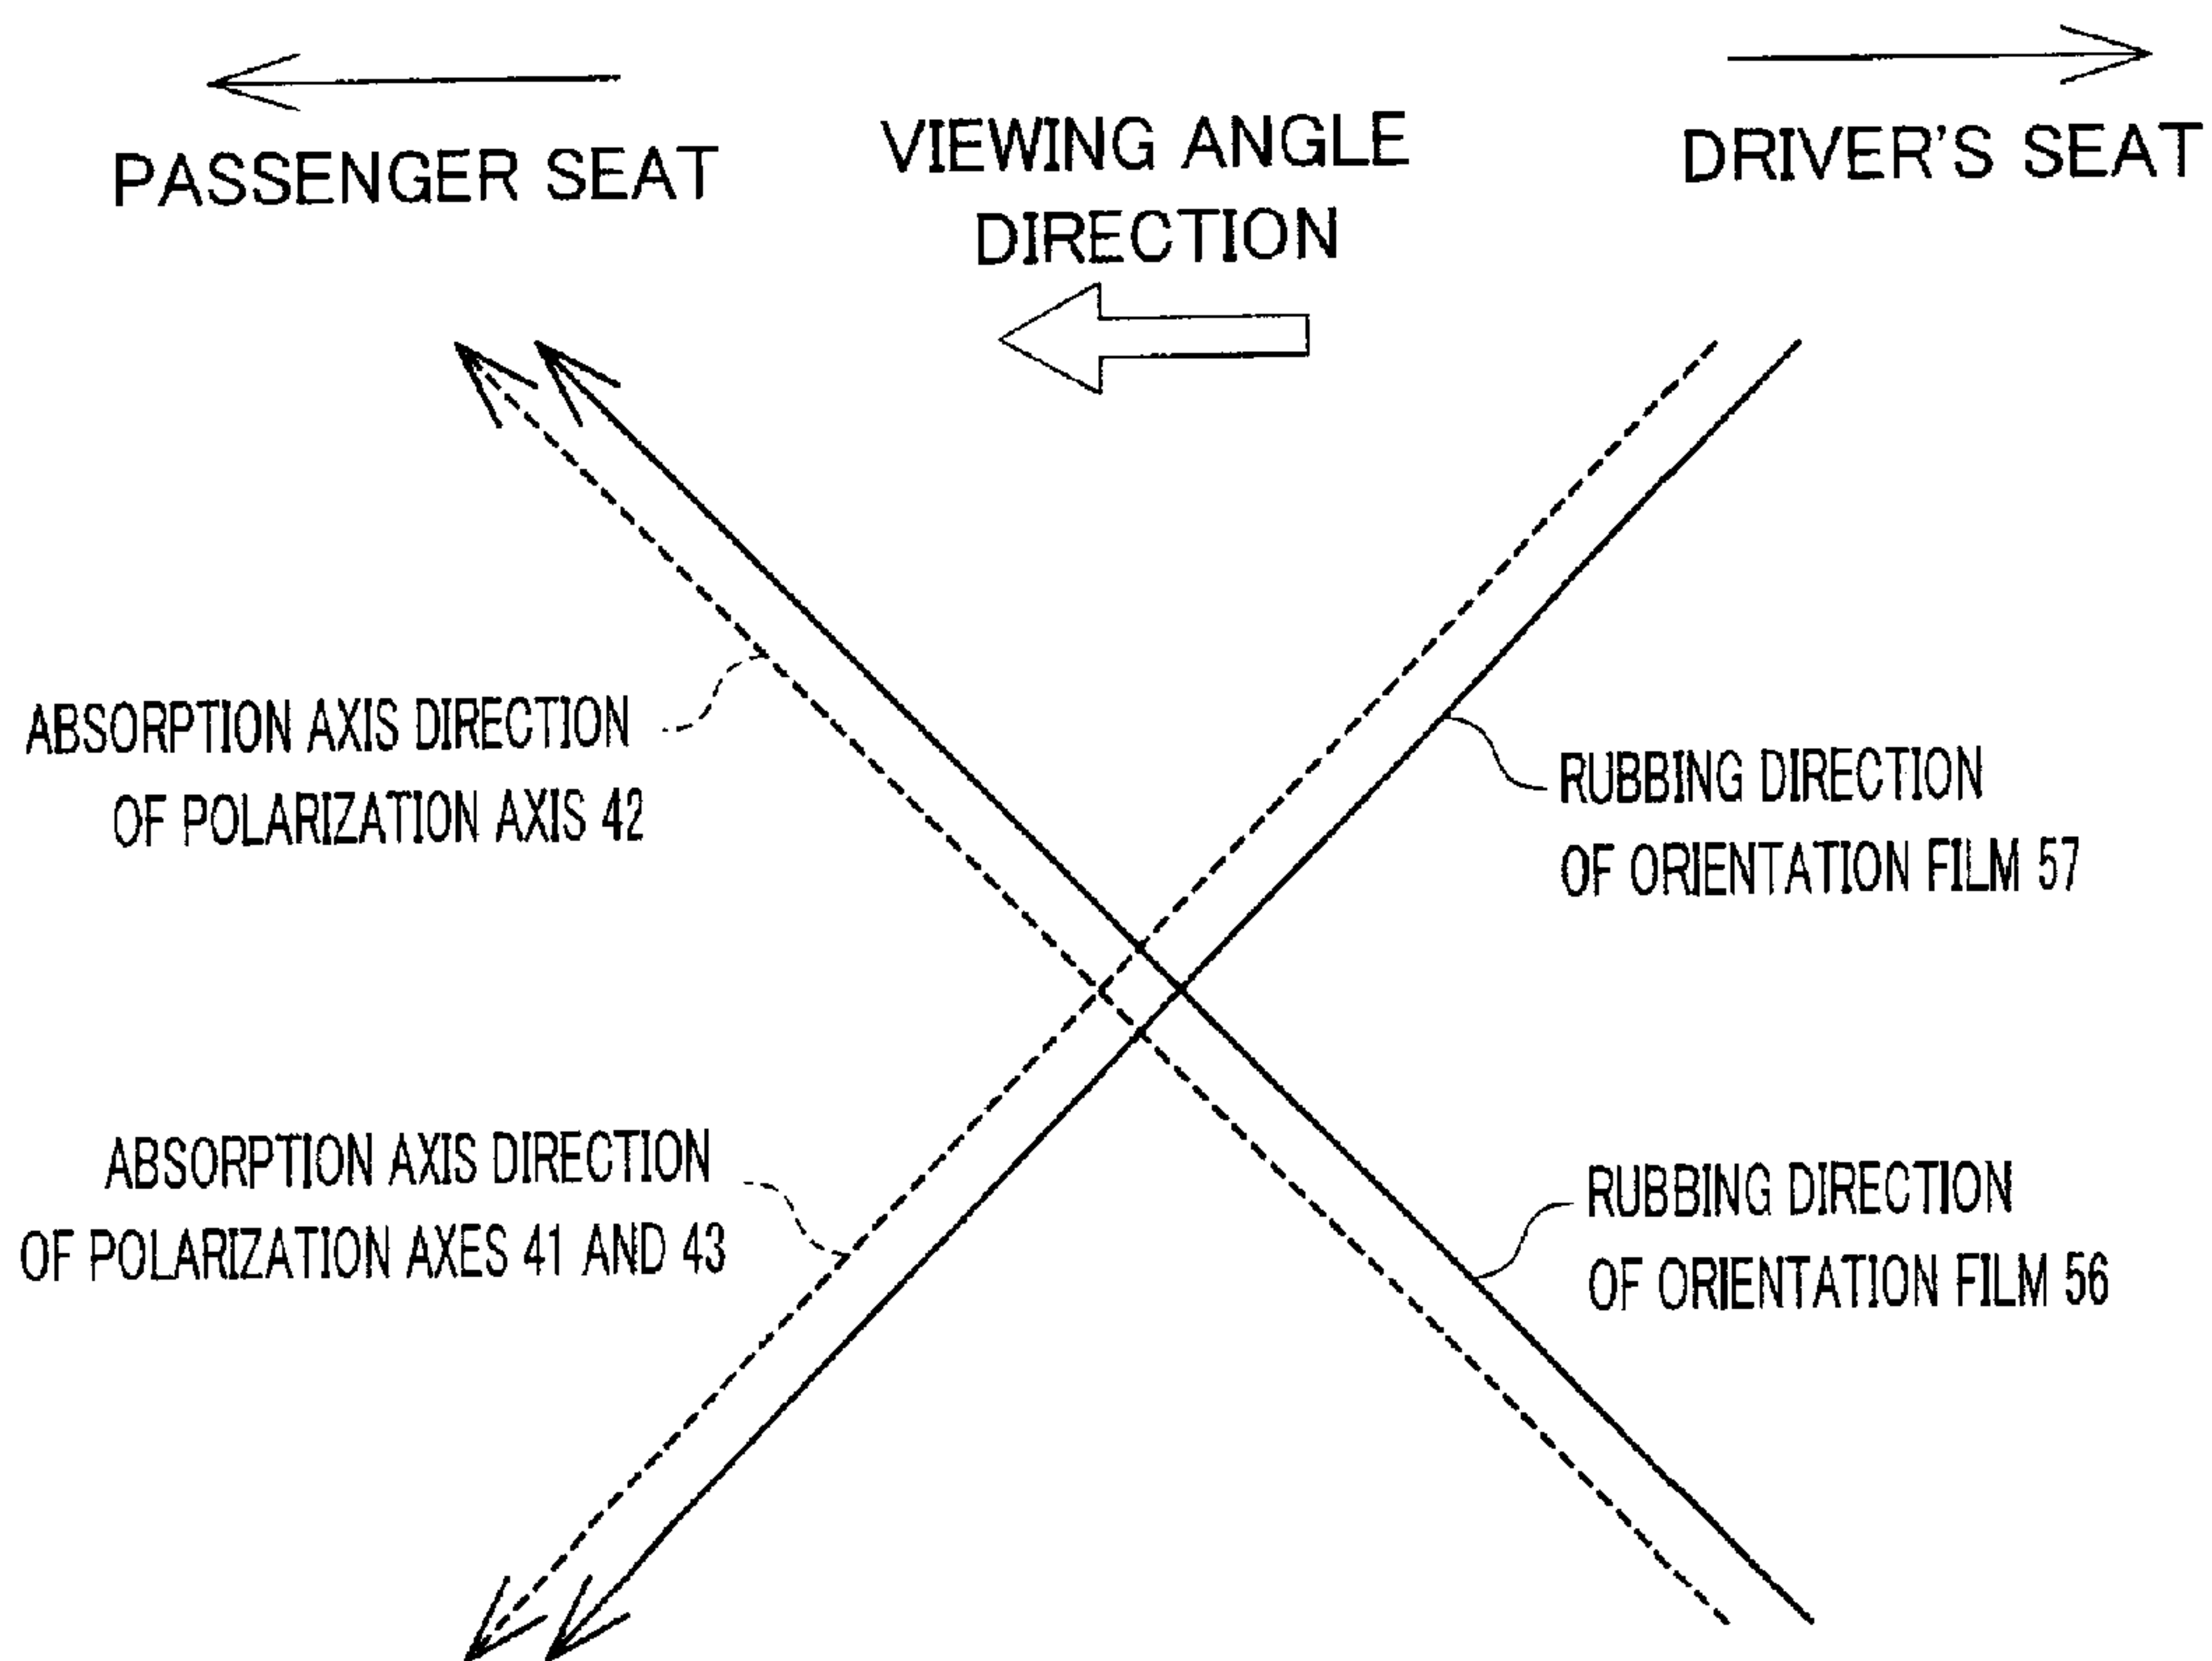 PASSENGER SEAT
VIEWING ANGLE
DIRECTION
DRIVER'S SEAT
ABSORPTION AXIS DIRECTION
OF POLARIZATION AXIS 42
RUBBING DIRECTION
OF ORIENTATION FILM 57
ABSORPTION AXIS DIRECTION
OF POLARIZATION AXES 41 AND 43
RUBBING DIRECTION
OF ORIENTATION FILM 56